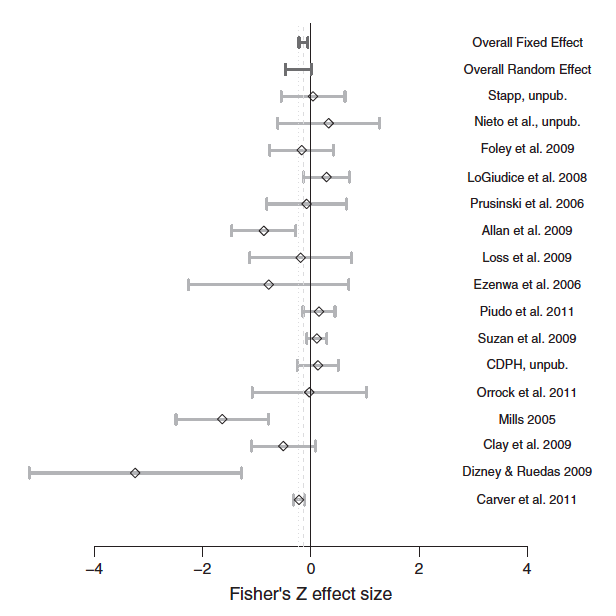 Overall Fixed Effect
Overall Random Effect
Stapp, unpub.
Nieto et al., unpub.
Foley et al. 2009
LoGiudice et al. 2008
Prusinski et al. 2006
Allan et al. 2009
Loss et al. 2009
Ezenwa et al. 2006
Piudo et al. 2011
Suzan et al. 2009
CDPH, unpub.
Orrock et al. 2011
Mills 2005
Clay et al. 2009
Dizney & Ruedas 2009
Carver et al. 2011
−4 −2 0 2 4
Fisher's Z effect size